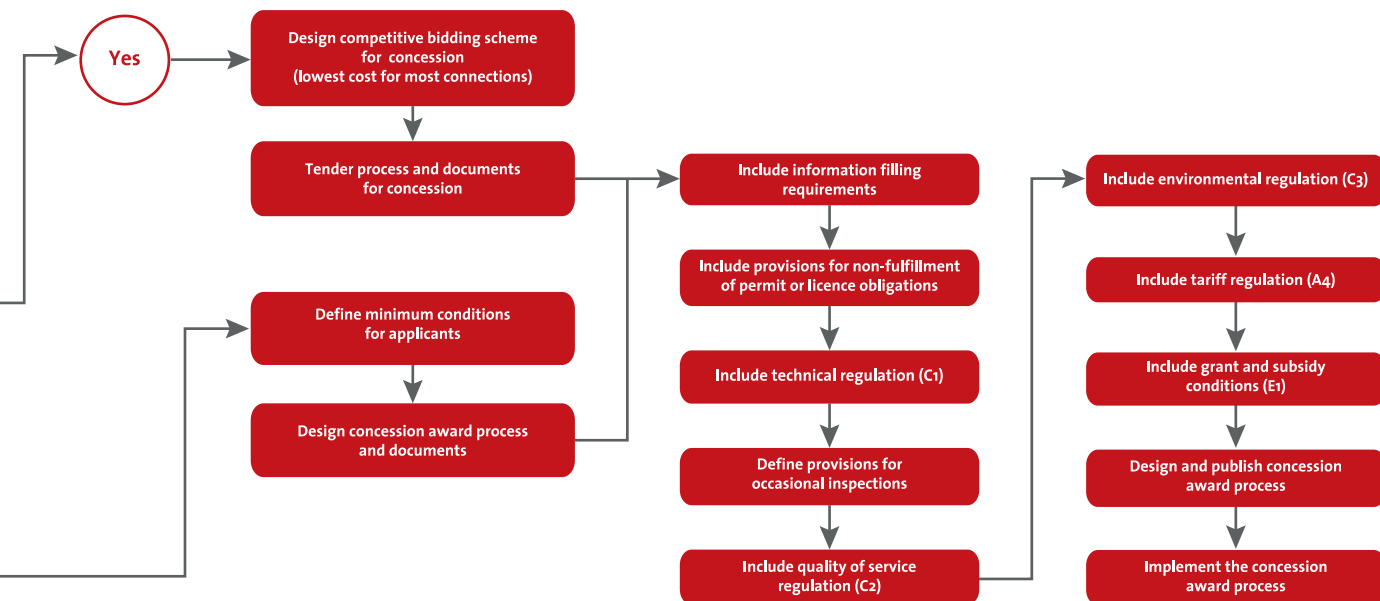 Yes
Design competitive bidding scheme
for concession
(lowest cost for most connections)
Tender process and documents
for concession
Define minimum conditions
for applicants
Design concession award process
and documents
Include information filling
requirements
Include provisions for non-fulfillment
of permit or licence obligations
Include technical regulation (C1)
Define provisions for
occasional inspections
Include quality of service
regulation (C2)
Include environmental regulation (C3)
Include tariff regulation (A4)
Include grant and subsidy
conditions (E1)
Design and publish concession
award process
Implement the concession
award process